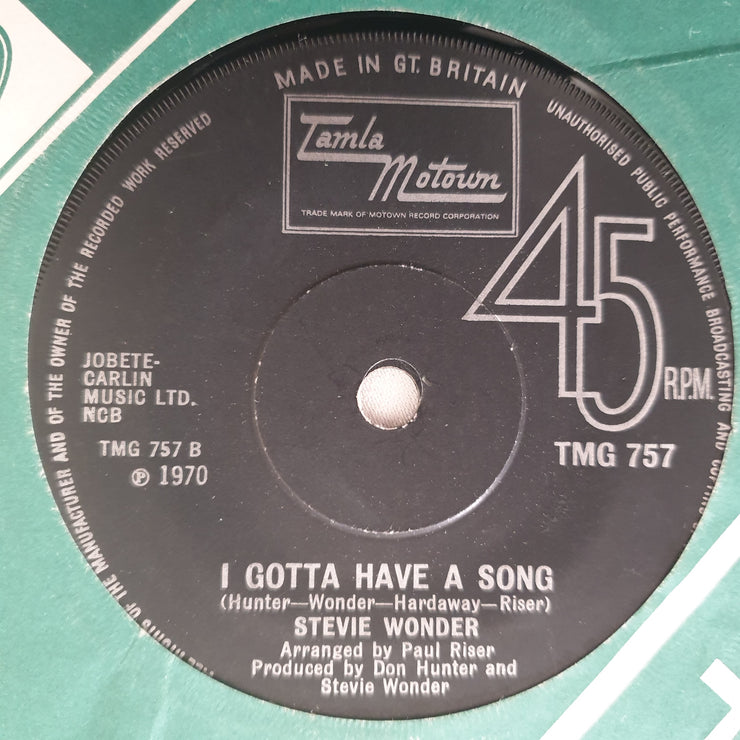 MADE IN GT. BRITAIN
UNAUTHORISED PUBLIC PERFORMANCE BROADCASTING AND
OF THE MANUFACTURER AND OF THE OWNER OF THE RECORDED WORK RESERVED
Tamla
Motown
TRADE MARK OF MOTOWN RECORD CORPORATION
45
R.P.M.
TMG 757
JOBETE-
CARLIN
MUSIC LTD.
NCB
TMG 757 B
℗ 1970
I GOTTA HAVE A SONG
(Hunter—Wonder—Hardaway—Riser)
STEVIE WONDER
Arranged by Paul Riser
Produced by Don Hunter and
Stevie Wonder